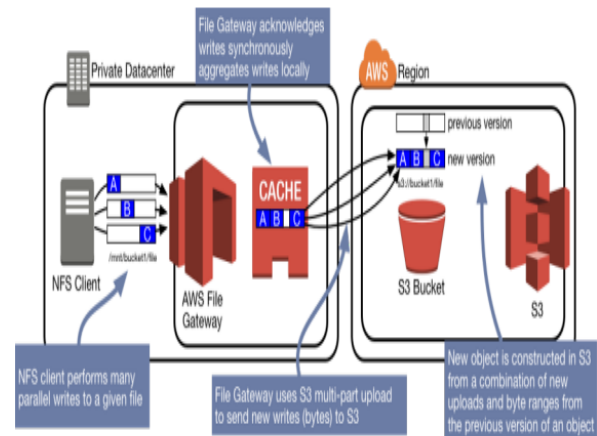 File Gateway acknowledges
writes synchronously
aggregates writes locally
Private Datacenter
AWS
Region
previous version
A B C
new version
s3://bucket1/file
A
B
C
/mnt/bucket1/file
NFS Client
AWS File
Gateway
CACHE
A B C
S3 Bucket
S3
NFS client performs many
parallel writes to a given file
File Gateway uses S3 multi-part upload
to send new writes (bytes) to S3
New object is constructed in S3
from a combination of new
uploads and byte ranges from
the previous version of an object